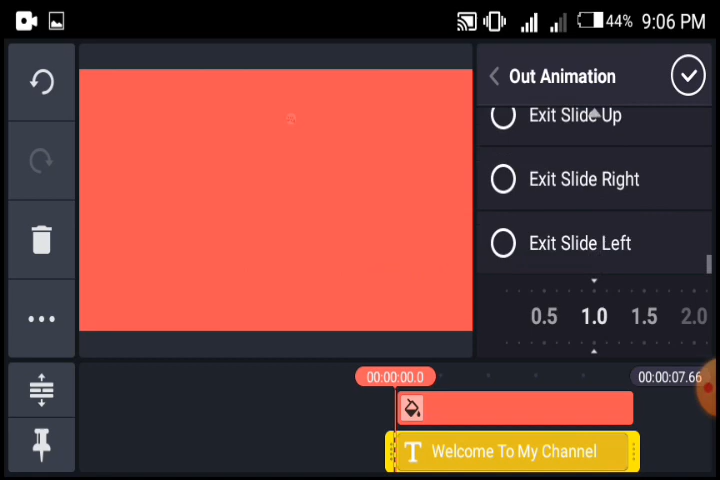 44% 9:06 PM
Out Animation
Exit Slide Up
Exit Slide Right
Exit Slide Left
0.5 1.0 1.5 2.0
00:00:00.0 00:00:07.66
T Welcome To My Channel